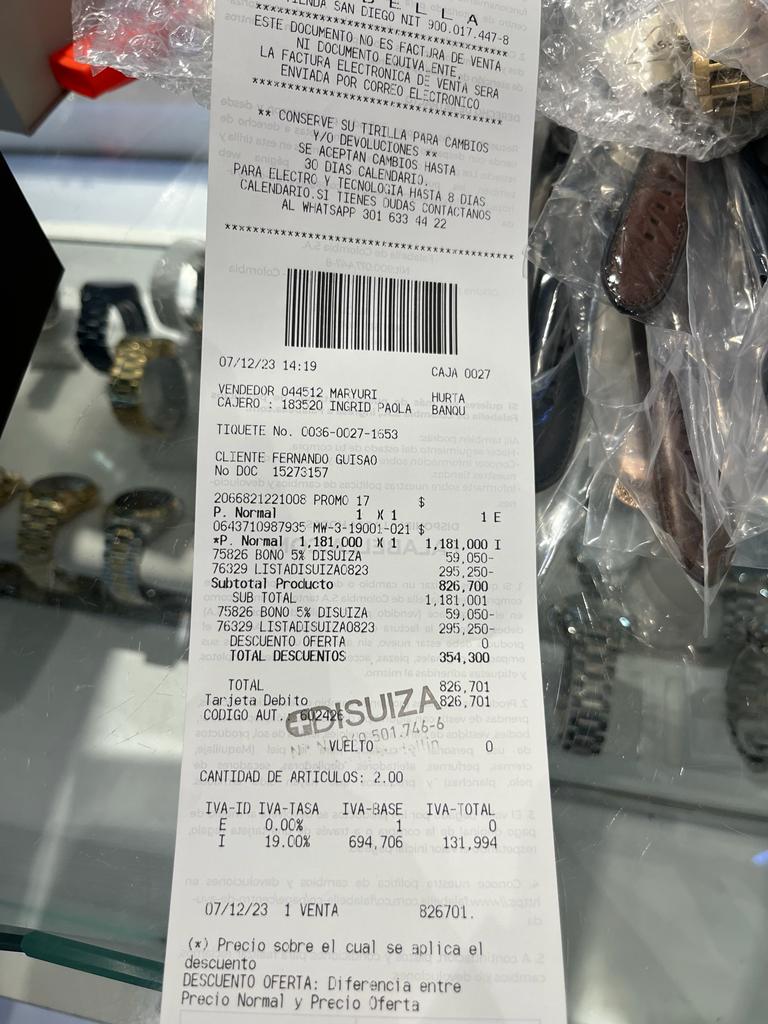 TIENDA SAN DIEGO NIT 900.017.447-8
****************************************
ESTE DOCUMENTO NO ES FACTURA DE VENTA
NI DOCUMENTO EQUIVALENTE,
LA FACTURA ELECTRONICA DE VENTA SERA
ENVIADA POR CORREO ELECTRONICO
****************************************
** CONSERVE SU TIRILLA PARA CAMBIOS
Y/O DEVOLUCIONES **
SE ACEPTAN CAMBIOS HASTA
30 DIAS CALENDARIO.
PARA ELECTRO Y TECNOLOGIA HASTA 8 DIAS
CALENDARIO.SI TIENES DUDAS CONTACTANOS
AL WHATSAPP 301 633 44 22
****************************************
07/12/23 14:19 CAJA 0027
VENDEDOR 044512 MARYURI HURTA
CAJERO : 183520 INGRID PAOLA BANQU
TIQUETE No. 0036-0027-1653
CLIENTE FERNANDO GUISAO
No DOC 15273157
2066821221008 PROMO 17 $
P. Normal 1 X 1 1 E
0643710987935 MW-3-19001-021 $
*P. Normal 1,181,000 X 1 1,181,000 I
75826 BONO 5% DISUIZA 59,050-
76329 LISTADISUIZA0823 295,250-
Subtotal Producto 826,700
SUB TOTAL 1,181,001
75826 BONO 5% DISUIZA 59,050-
76329 LISTADISUIZA0823 295,250-
DESCUENTO OFERTA 0
TOTAL DESCUENTOS 354,300
TOTAL 826,701
Tarjeta Debito 826,701
CODIGO AUT.: 602426
DISUIZA
VUELTO 0
CANTIDAD DE ARTICULOS: 2.00
IVA-ID IVA-TASA IVA-BASE IVA-TOTAL
E 0.00% 1 0
I 19.00% 694,706 131,994
07/12/23 1 VENTA 826701.
(*) Precio sobre el cual se aplica el
descuento
DESCUENTO OFERTA: Diferencia entre
Precio Normal y Precio Oferta